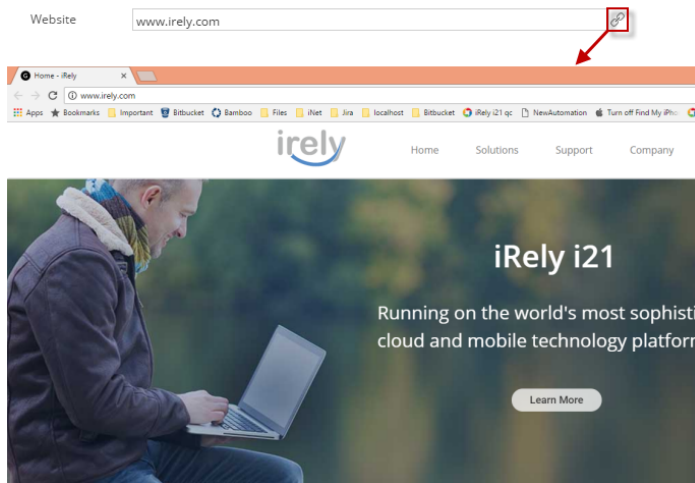 Website www.irely.com
Home - iRely
www.irely.com
Apps Bookmarks Important Bitbucket Bamboo Files iNet Jira localhost Bitbucket iRely i21 qc NewAutomation Turn off Find My iPho
irely Home Solutions Support Company
iRely i21
Running on the world's most sophisti
cloud and mobile technology platforr
Learn More